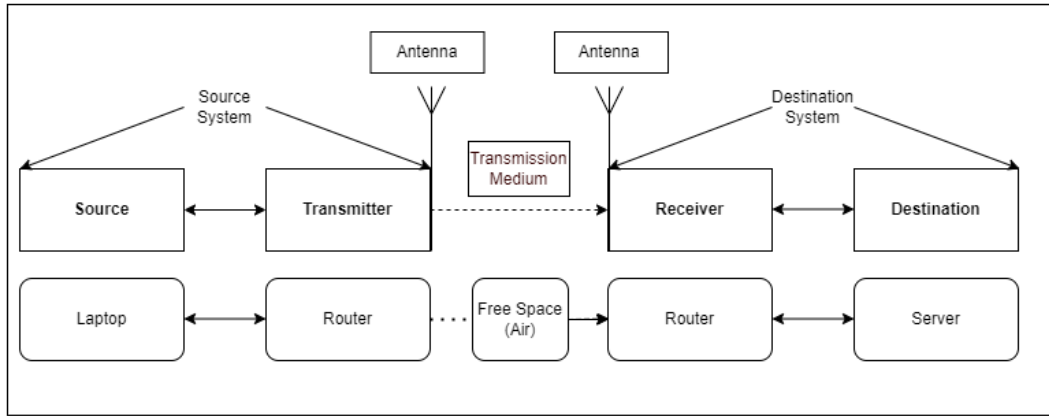 Antenna
Antenna
Source
System
Destination
System
Transmission
Medium
Source
Transmitter
Receiver
Destination
Laptop
Router
Free Space
(Air)
Router
Server